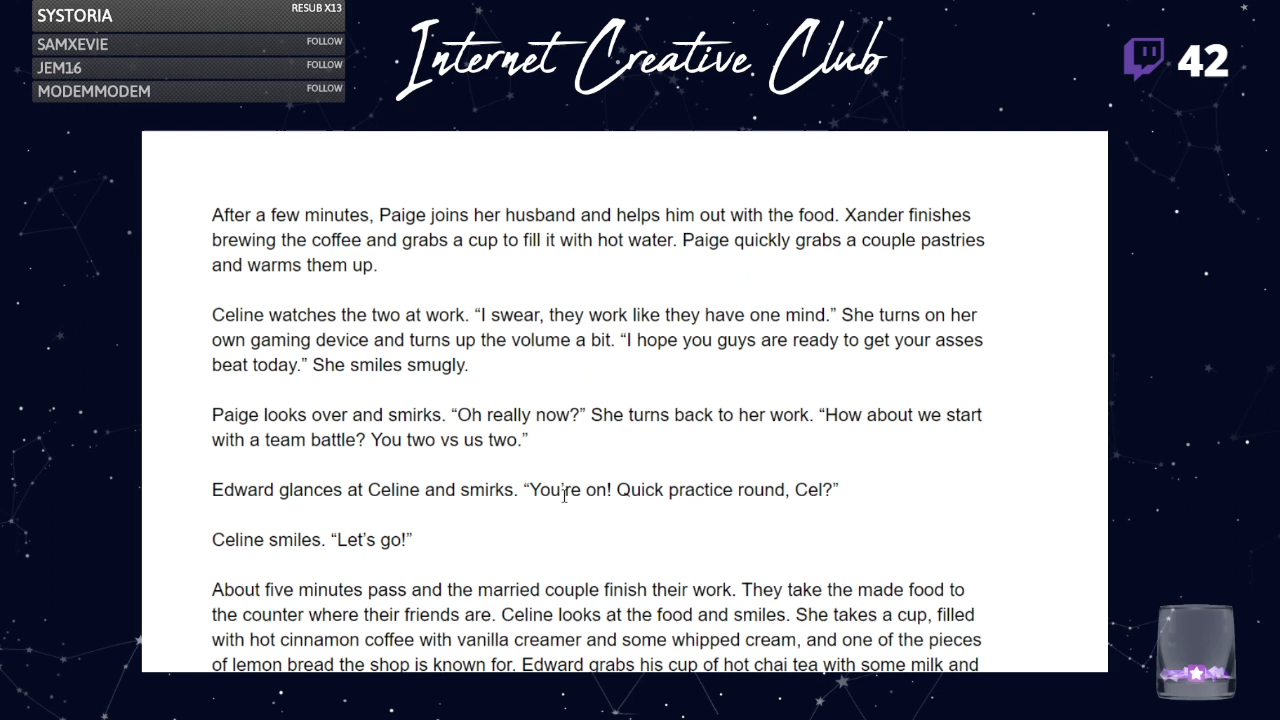 SYSTORIA RESUB X13
SAMXEVIE FOLLOW
JEM16 FOLLOW
MODEMMODEM FOLLOW
Internet Creative Club
42
After a few minutes, Paige joins her husband and helps him out with the food. Xander finishes
brewing the coffee and grabs a cup to fill it with hot water. Paige quickly grabs a couple pastries
and warms them up.
Celine watches the two at work. “I swear, they work like they have one mind.” She turns on her
own gaming device and turns up the volume a bit. “I hope you guys are ready to get your asses
beat today.” She smiles smugly.
Paige looks over and smirks. “Oh really now?” She turns back to her work. “How about we start
with a team battle? You two vs us two.”
Edward glances at Celine and smirks. “You’re on! Quick practice round, Cel?”
Celine smiles. “Let’s go!”
About five minutes pass and the married couple finish their work. They take the made food to
the counter where their friends are. Celine looks at the food and smiles. She takes a cup, filled
with hot cinnamon coffee with vanilla creamer and some whipped cream, and one of the pieces
of lemon bread the shop is known for. Edward grabs his cup of hot chai tea with some milk and